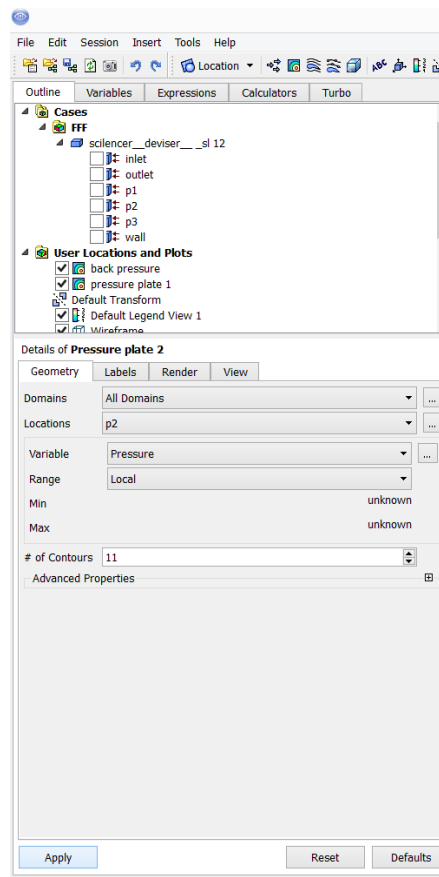 File Edit Session Insert Tools Help
Location ABC
Outline Variables Expressions Calculators Turbo
Cases
FFF
scilencer__deviser__ _sl 12
inlet
outlet
p1
p2
p3
wall
User Locations and Plots
back pressure
pressure plate 1
Default Transform
Default Legend View 1
Wireframe
Details of Pressure plate 2
Geometry Labels Render View
Domains All Domains ...
Locations p2 ...
Variable Pressure ...
Range Local
Min unknown
Max unknown
# of Contours 11
Advanced Properties
Apply Reset Defaults